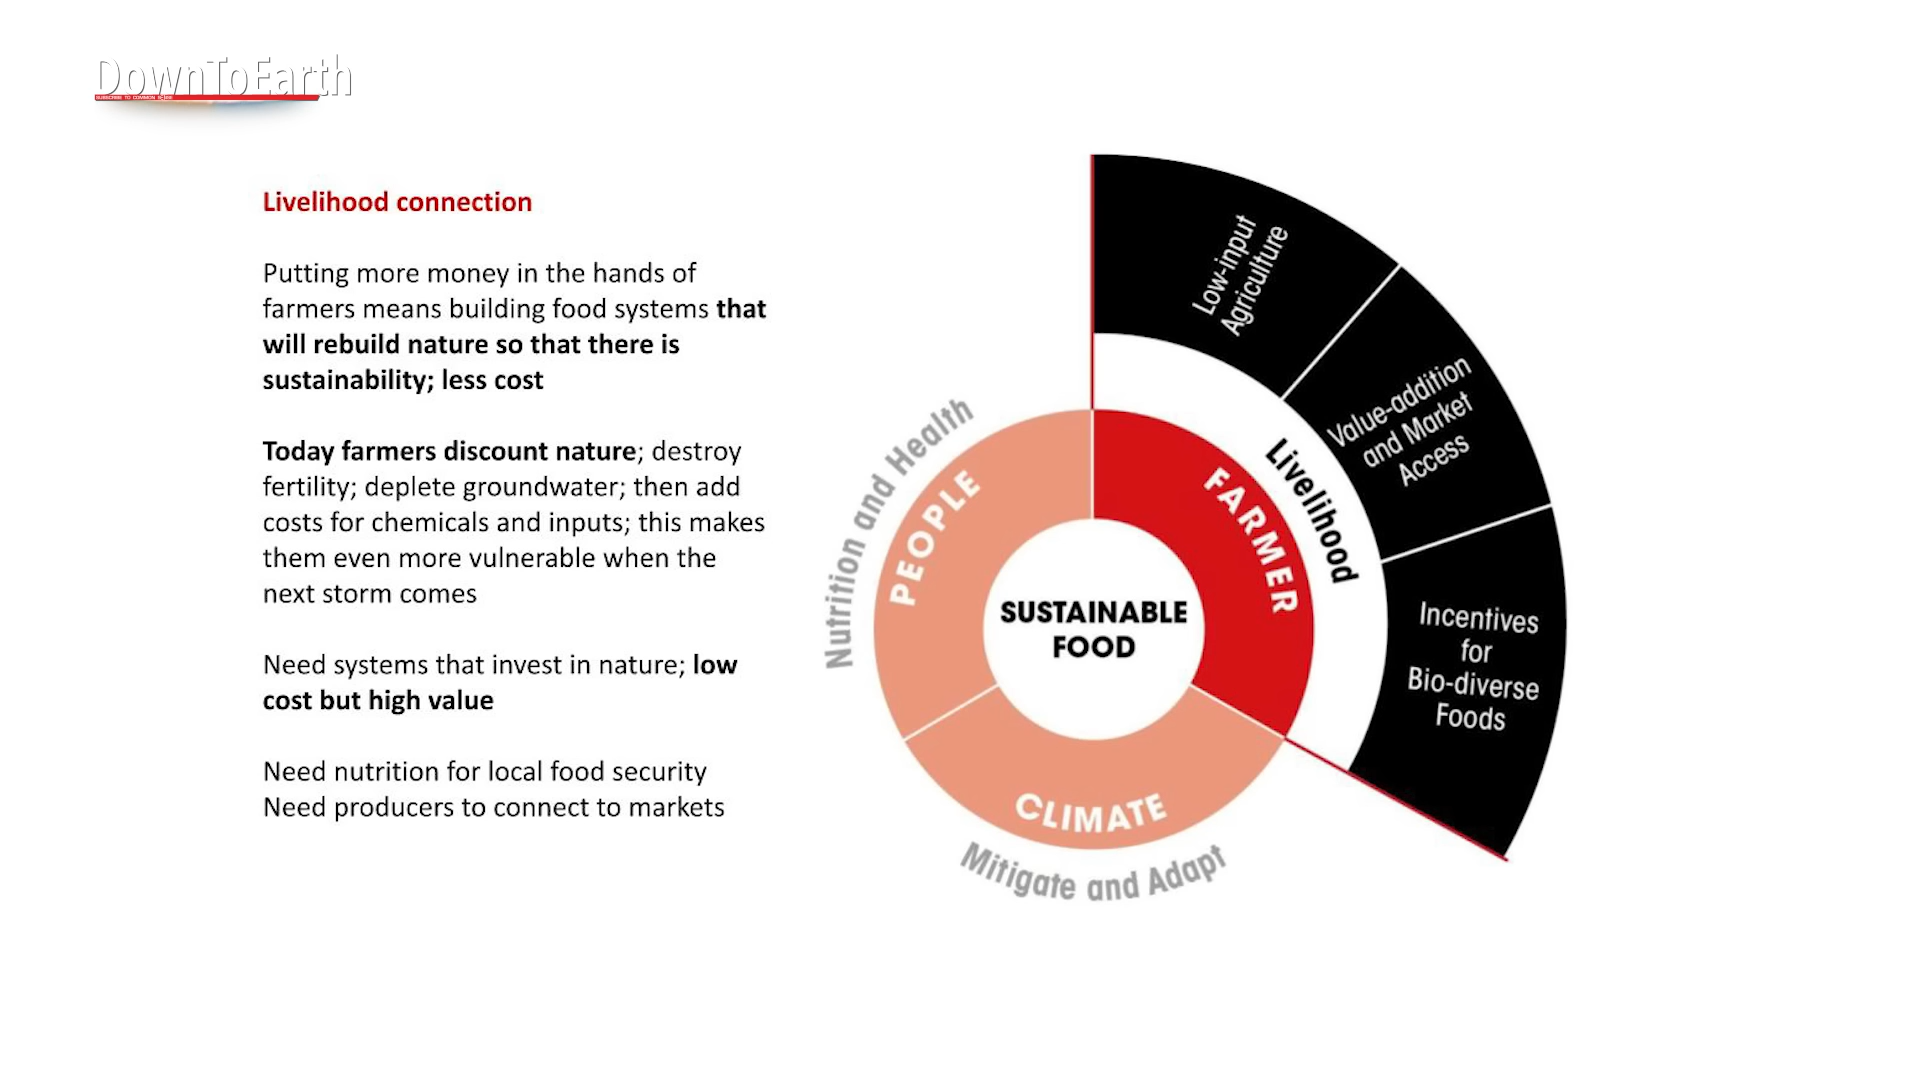 DownToEarth
SUBSCRIBE TO COMMON SENSE
Livelihood connection
Putting more money in the hands of
farmers means building food systems that
will rebuild nature so that there is
sustainability; less cost
Today farmers discount nature; destroy
fertility; deplete groundwater; then add
costs for chemicals and inputs; this makes
them even more vulnerable when the
next storm comes
Need systems that invest in nature; low
cost but high value
Need nutrition for local food security
Need producers to connect to markets
Low-input
Agriculture
Value-addition
and Market
Access
Incentives
for
Bio-diverse
Foods
Livelihood
FARMER
Nutrition and Health
PEOPLE
SUSTAINABLE
FOOD
CLIMATE
Mitigate and Adapt